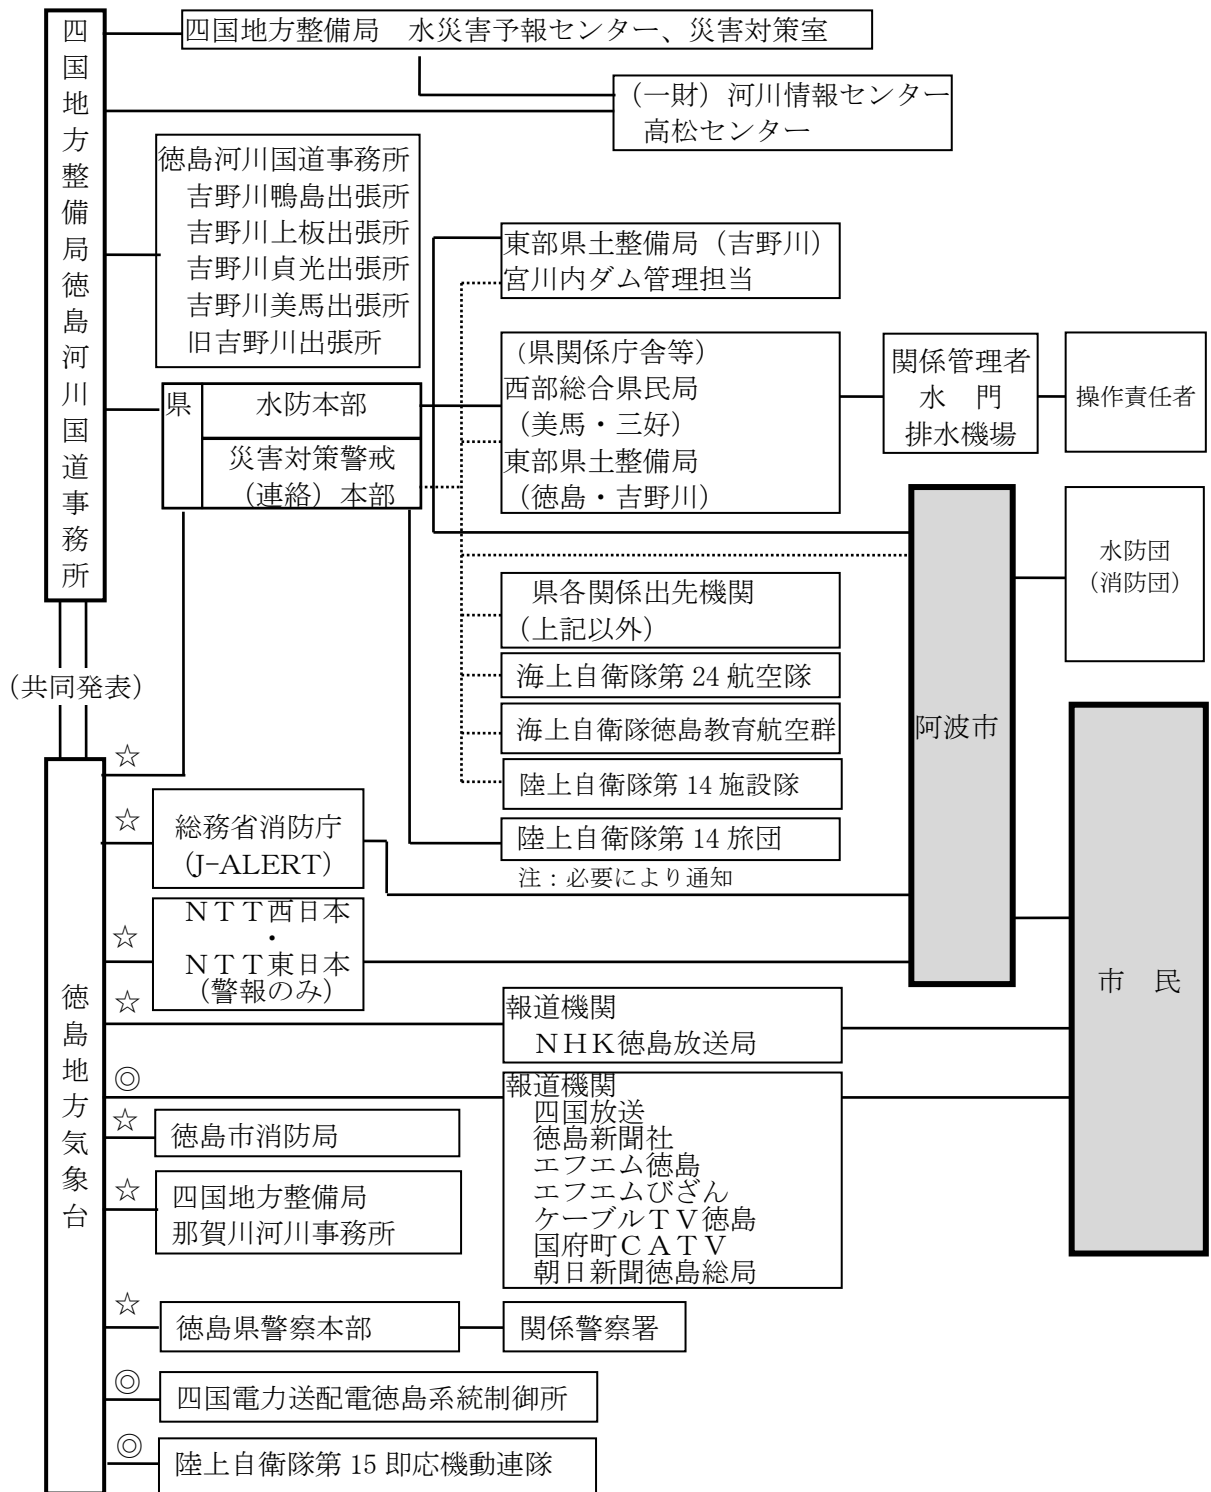 四国地方整備局徳島河川国道事務所
四国地方整備局　水災害予報センター、災害対策室
（一財）河川情報センター
高松センター
徳島河川国道事務所
吉野川鴨島出張所
吉野川上板出張所
吉野川貞光出張所
吉野川美馬出張所
旧吉野川出張所
県
水防本部
災害対策警戒
（連絡）本部
東部県土整備局（吉野川）
宮川内ダム管理担当
（県関係庁舎等）
西部総合県民局
（美馬・三好）
東部県土整備局
（徳島・吉野川）
関係管理者
水　門
排水機場
操作責任者
県各関係出先機関
（上記以外）
海上自衛隊第 24 航空隊
海上自衛隊徳島教育航空群
陸上自衛隊第 14 施設隊
陸上自衛隊第 14 旅団
注：必要により通知
阿波市
水防団
（消防団）
市　民
（共同発表）
徳島地方気象台
☆
☆
総務省消防庁
（J-ALERT）
☆
ＮＴＴ西日本
・
ＮＴＴ東日本
（警報のみ）
☆
報道機関
ＮＨＫ徳島放送局
◎
報道機関
四国放送
徳島新聞社
エフエム徳島
エフエムびざん
ケーブルＴＶ徳島
国府町ＣＡＴＶ
朝日新聞徳島総局
☆
徳島市消防局
☆
四国地方整備局
那賀川河川事務所
☆
徳島県警察本部
関係警察署
◎
四国電力送配電徳島系統制御所
◎
陸上自衛隊第 15 即応機動連隊